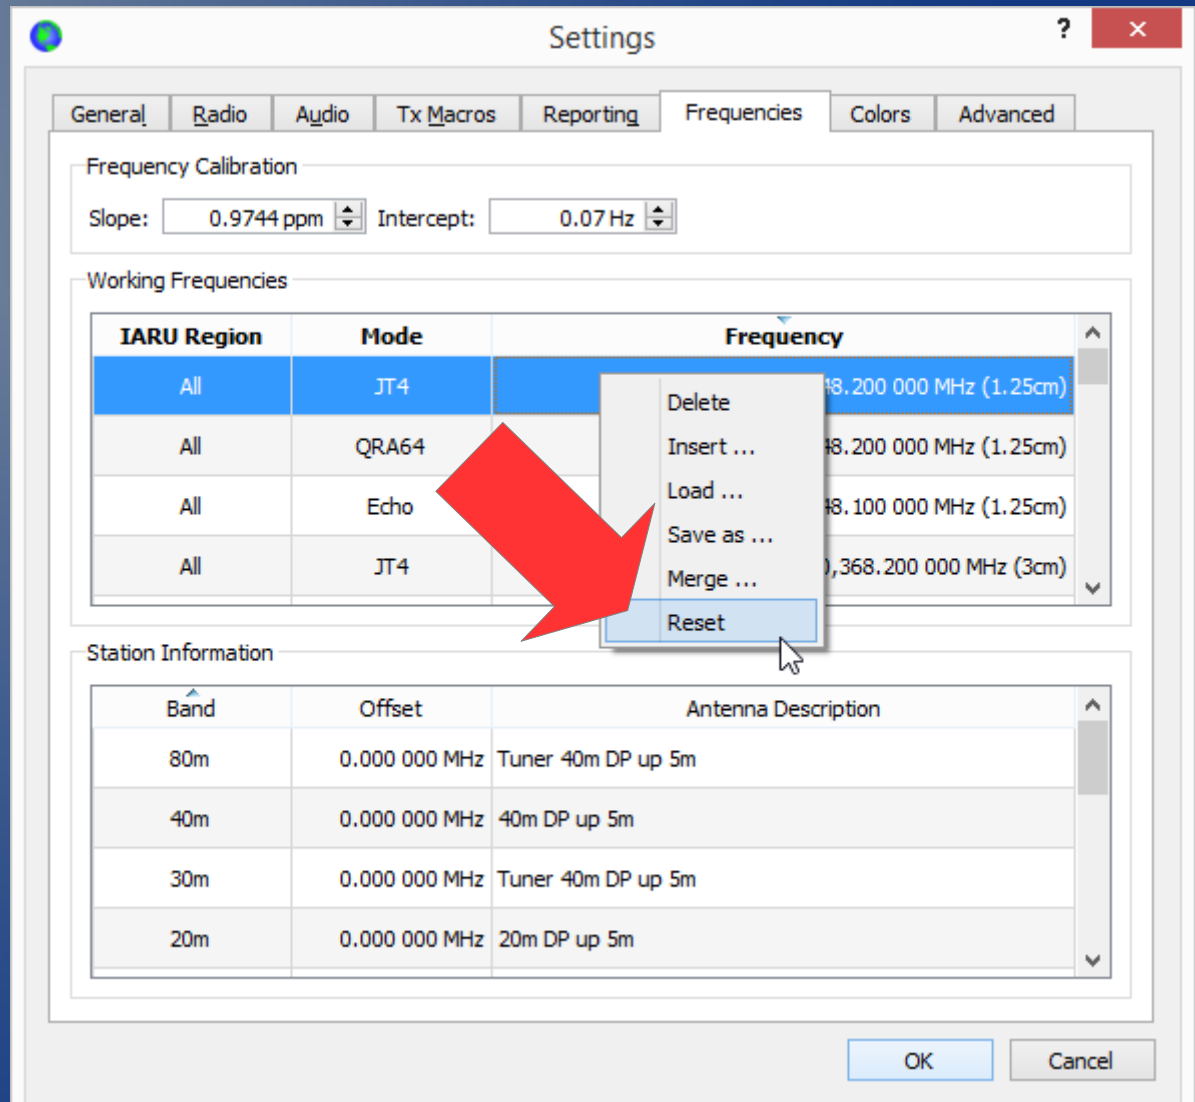 Settings
?
General Radio Audio Tx Macros Reporting Frequencies Colors Advanced
Frequency Calibration
Slope: 0.9744 ppm Intercept: 0.07 Hz
Working Frequencies
IARU Region Mode Frequency
All JT4 48.200 000 MHz (1.25cm)
All QRA64 48.200 000 MHz (1.25cm)
All Echo 48.100 000 MHz (1.25cm)
All JT4 ,368.200 000 MHz (3cm)
Delete
Insert ...
Load ...
Save as ...
Merge ...
Reset
Station Information
Band Offset Antenna Description
80m 0.000 000 MHz Tuner 40m DP up 5m
40m 0.000 000 MHz 40m DP up 5m
30m 0.000 000 MHz Tuner 40m DP up 5m
20m 0.000 000 MHz 20m DP up 5m
OK Cancel